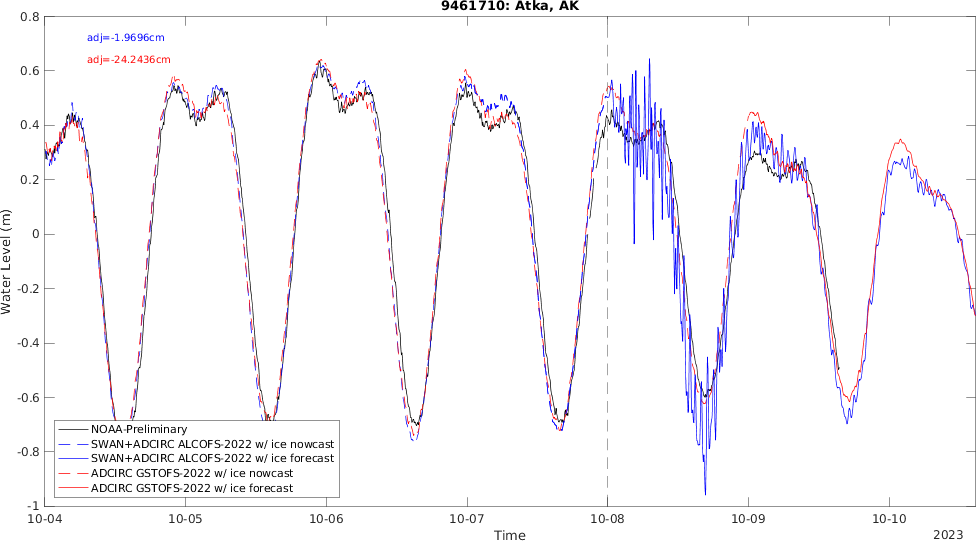 9461710: Atka, AK
adj=-1.9696cm
adj=-24.2436cm
0.8
0.6
0.4
0.2
0
-0.2
-0.4
-0.6
-0.8
-1
Water Level (m)
NOAA-Preliminary
SWAN+ADCIRC ALCOFS-2022 w/ ice nowcast
SWAN+ADCIRC ALCOFS-2022 w/ ice forecast
ADCIRC GSTOFS-2022 w/ ice nowcast
ADCIRC GSTOFS-2022 w/ ice forecast
10-04 10-05 10-06 10-07 10-08 10-09 10-10
Time
2023